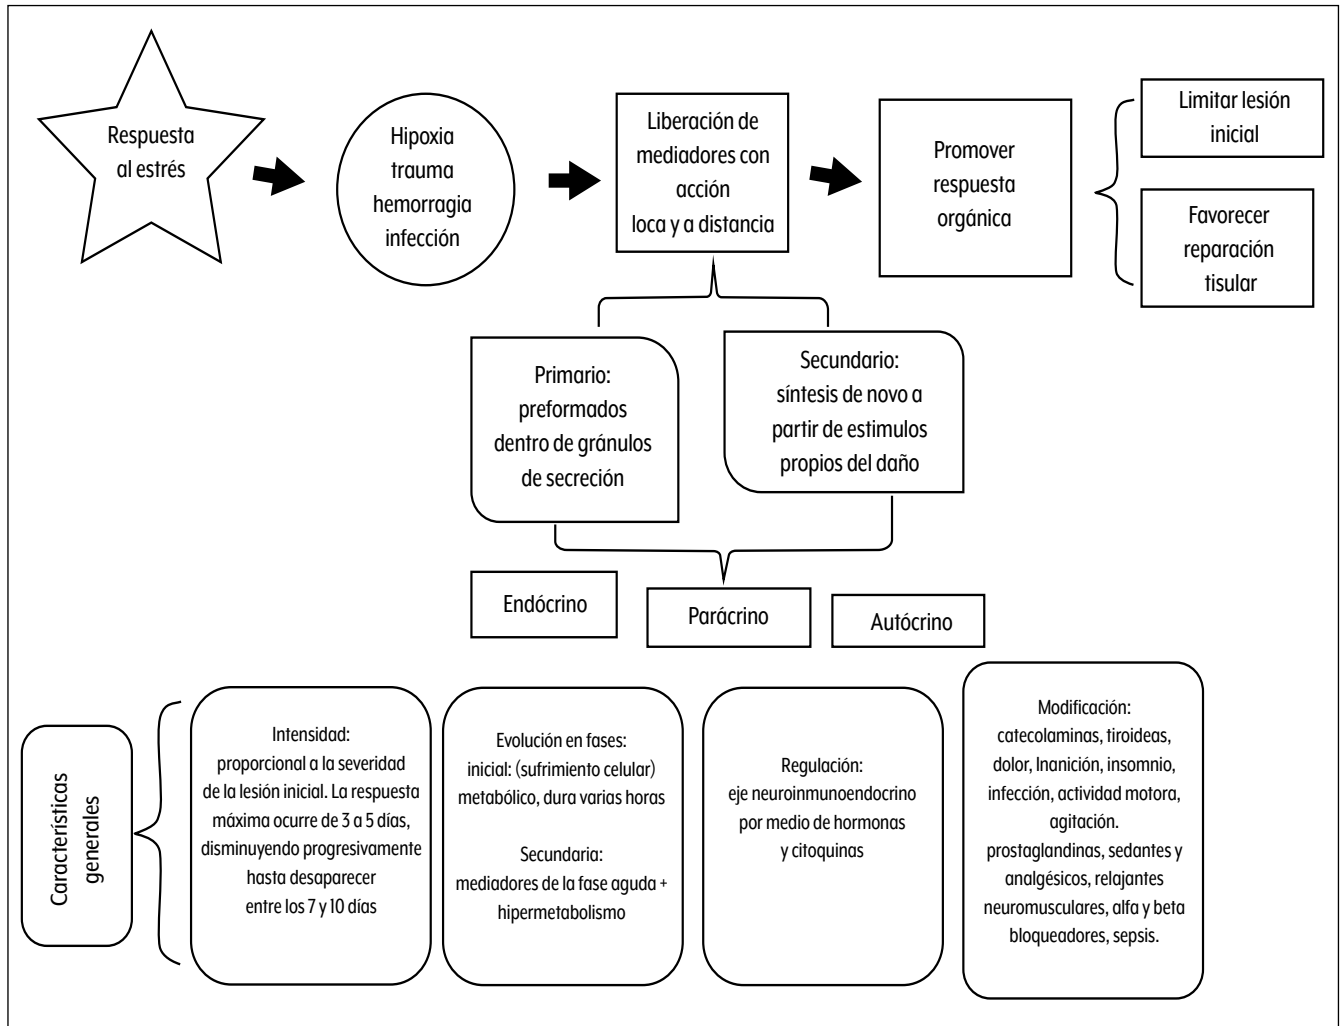 Respuesta
al estrés
Hipoxia
trauma
hemorragia
infección
Liberación de
mediadores con
acción
loca y a distancia
Promover
respuesta
orgánica
Limitar lesión
inicial
Favorecer
reparación
tisular
Primario:
preformados
dentro de gránulos
de secreción
Secundario:
síntesis de novo a
partir de estimulos
propios del daño
Endócrino
Parácrino
Autócrino
Características
generales
Intensidad:
proporcional a la severidad
de la lesión inicial. La respuesta
máxima ocurre de 3 a 5 días,
disminuyendo progresivamente
hasta desaparecer
entre los 7 y 10 días
Evolución en fases:
inicial: (sufrimiento celular)
metabólico, dura varias horas
Secundaria:
mediadores de la fase aguda +
hipermetabolismo
Regulación:
eje neuroinmunoendocrino
por medio de hormonas
y citoquinas
Modificación:
catecolaminas, tiroideas,
dolor, Inanición, insomnio,
infección, actividad motora,
agitación.
prostaglandinas, sedantes y
analgésicos, relajantes
neuromusculares, alfa y beta
bloqueadores, sepsis.